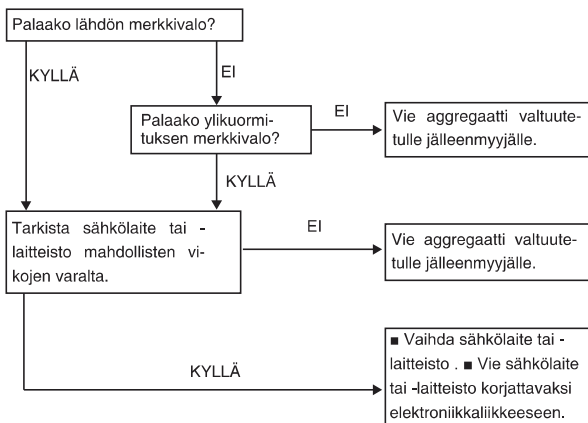 Palaako lähdön merkkivalo?
KYLLÄ
EI
Palaako ylikuormi-
tuksen merkkivalo?
EI
Vie aggregaatti valtuute-
tulle jälleenmyyjälle.
KYLLÄ
Tarkista sähkölaite tai -
laitteisto mahdollisten vi-
kojen varalta.
EI
Vie aggregaatti valtuute-
tulle jälleenmyyjälle.
KYLLÄ
■ Vaihda sähkölaite tai -
laitteisto . ■ Vie sähkölaite
tai -laitteisto korjattavaksi
elektroniikkaliikkeeseen.